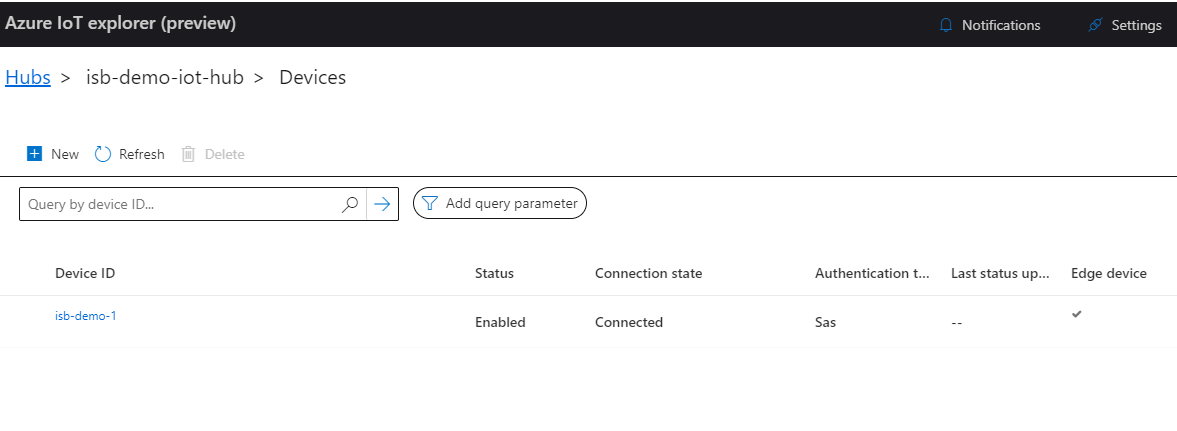 Azure IoT explorer (preview)
Notifications
Settings
Hubs > isb-demo-iot-hub > Devices
New
Refresh
Delete
Query by device ID...
Add query parameter
Device ID Status Connection state Authentication t... Last status up... Edge device
isb-demo-1 Enabled Connected Sas --